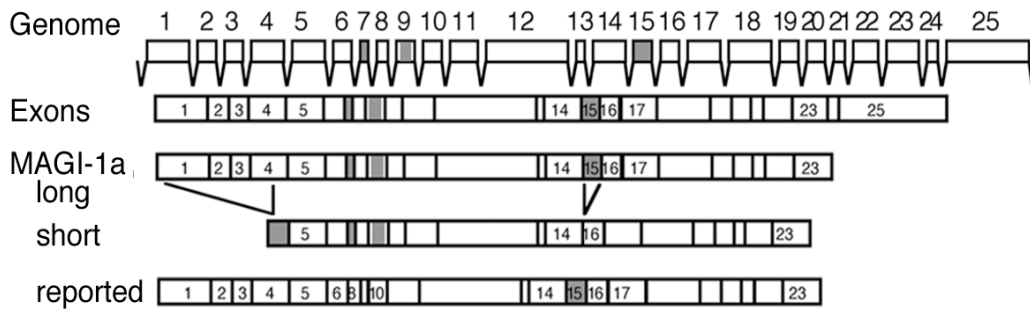 1 2 3 4 5 6 7 8 9 10 11 12 13 14 15 16 17 18 19 20 21 22 23 24 25
Genome
Exons 1 2 3 4 5 14 15 16 17 23 25
MAGI-1a 1 2 3 4 5 14 15 16 17 23
long
short 5 14 16 23
reported 1 2 3 4 5 6 8 10 14 15 16 17 23